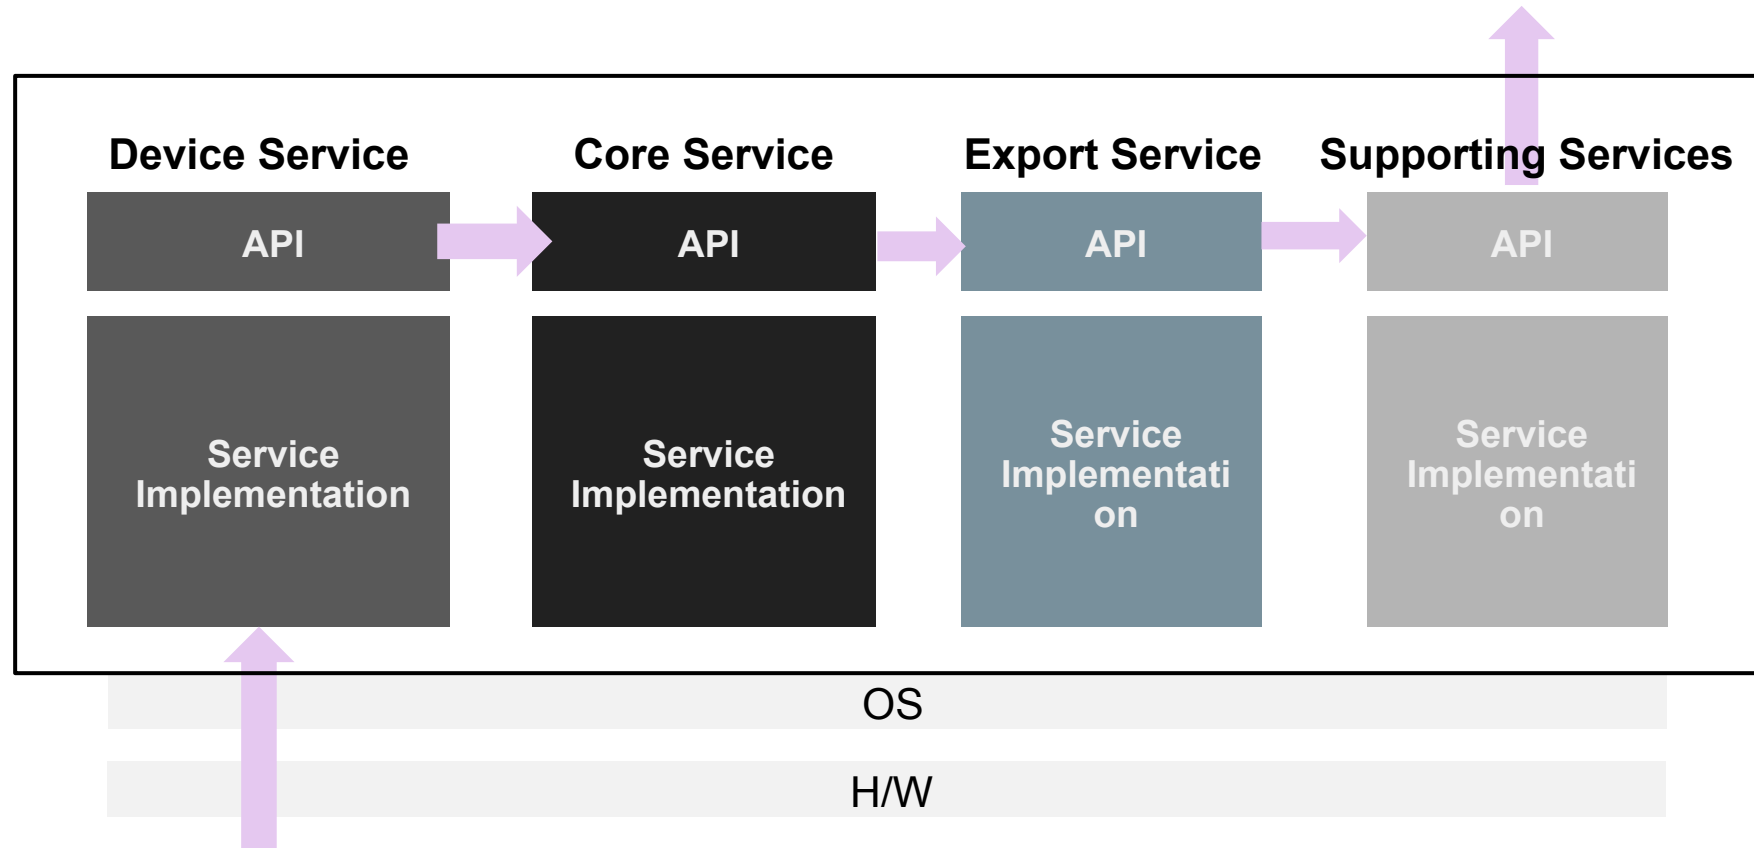 Device Service
Core Service
Export Service
Supporting Services
API
API
API
API
Service
Implementation
Service
Implementation
Service
Implementati
on
Service
Implementati
on
OS
H/W